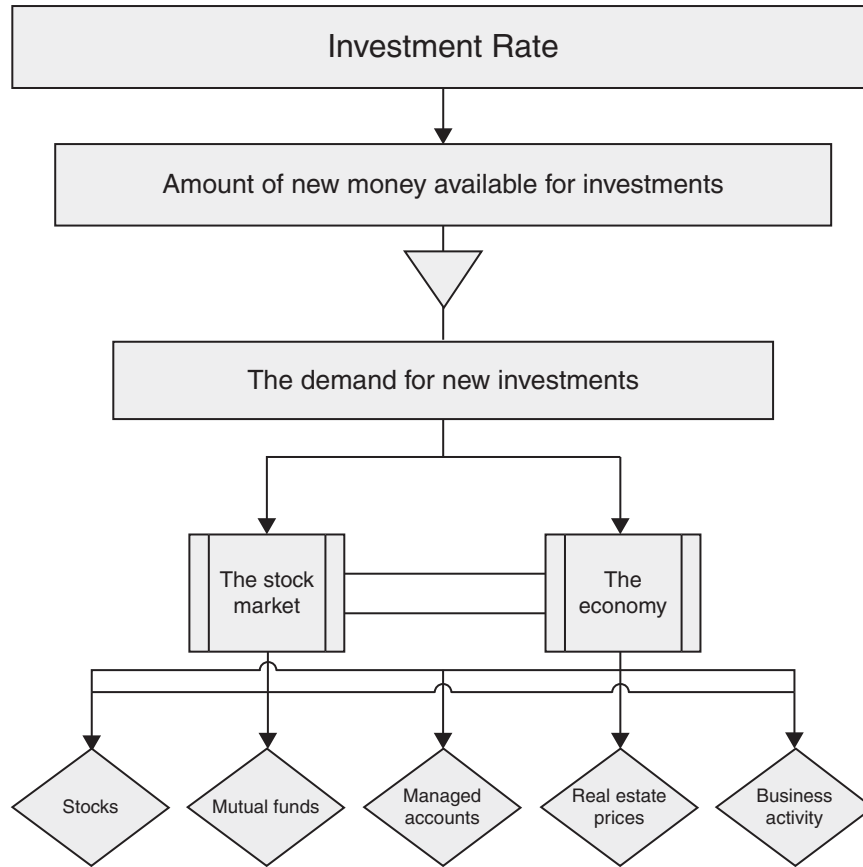 Investment Rate
Amount of new money available for investments
The demand for new investments
The stock
market
The
economy
Stocks
Mutual funds
Managed
accounts
Real estate
prices
Business
activity